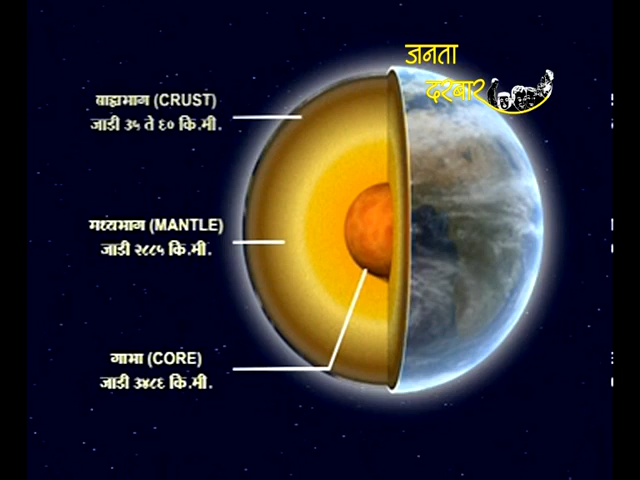 जनता
दरबार
बाह्यभाग (CRUST)
जाडी ३५ ते ६० कि.मी.
मध्यभाग (MANTLE)
जाडी २८८५ कि.मी.
गाभा (CORE)
जाडी ३४८६ कि.मी.